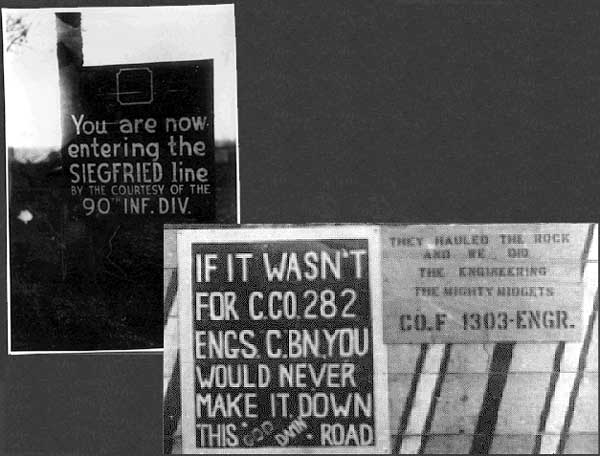 You are now
entering the
SIEGFRIED line
BY THE COURTESY OF THE
90TH INF. DIV.
IF IT WASN'T
FOR C.CO.282
ENGS. C.BN.YOU
WOULD NEVER
MAKE IT DOWN
THIS GOD DAMN ROAD
THEY HAULED THE ROCK
AND WE DID
THE ENGINEERING
THE MIGHTY MIDGETS
CO.F 1303-ENGR.